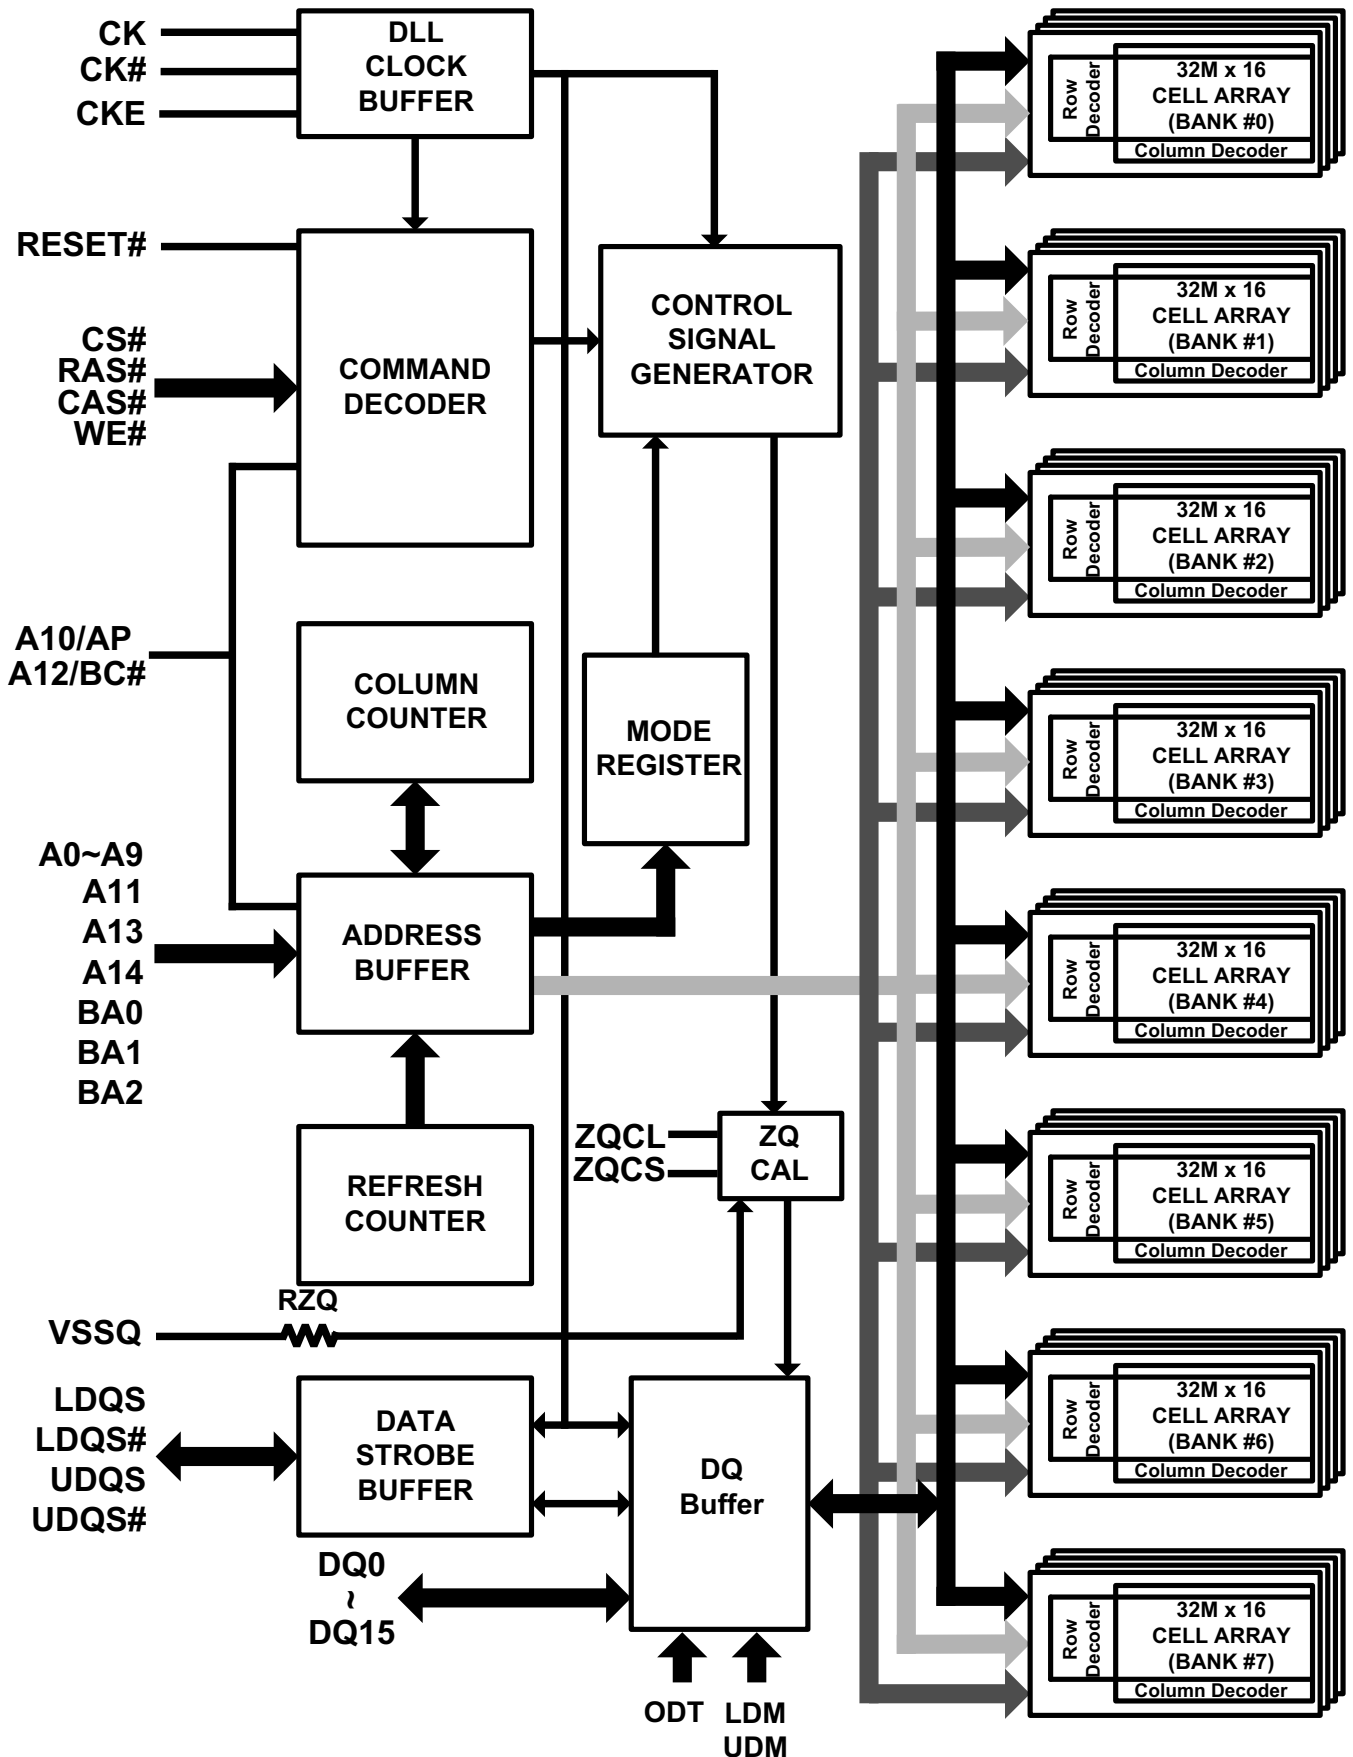 CK
CK#
CKE
DLL
CLOCK
BUFFER
RESET#
CS#
RAS#
CAS#
WE#
COMMAND
DECODER
CONTROL
SIGNAL
GENERATOR
A10/AP
A12/BC#
COLUMN
COUNTER
MODE
REGISTER
A0~A9
A11
A13
A14
BA0
BA1
BA2
ADDRESS
BUFFER
REFRESH
COUNTER
ZQCL
ZQCS
ZQ
CAL
RZQ
VSSQ
LDQS
LDQS#
UDQS
UDQS#
DATA
STROBE
BUFFER
DQ
Buffer
DQ0
~
DQ15
ODT
LDM
UDM
Row
Decoder
32M x 16
CELL ARRAY
(BANK #0)
Column Decoder
Row
Decoder
32M x 16
CELL ARRAY
(BANK #1)
Column Decoder
Row
Decoder
32M x 16
CELL ARRAY
(BANK #2)
Column Decoder
Row
Decoder
32M x 16
CELL ARRAY
(BANK #3)
Column Decoder
Row
Decoder
32M x 16
CELL ARRAY
(BANK #4)
Column Decoder
Row
Decoder
32M x 16
CELL ARRAY
(BANK #5)
Column Decoder
Row
Decoder
32M x 16
CELL ARRAY
(BANK #6)
Column Decoder
Row
Decoder
32M x 16
CELL ARRAY
(BANK #7)
Column Decoder